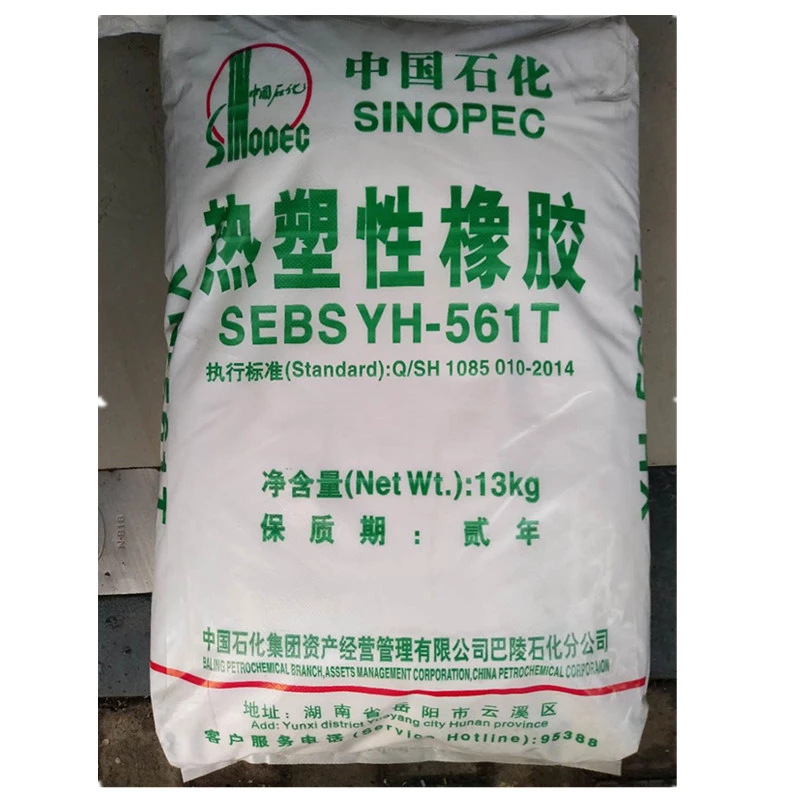 中国石化
SINOPEC
中国石化
SINOPEC
热塑性橡胶
SEBS YH-561T
执行标准(Standard):Q/SH 1085 010-2014
净含量(Net Wt.):13kg
保质期：贰年
中国石化集团资产经营管理有限公司巴陵石化分公司
BALING PETROCHEMICAL BRANCH,ASSETS MANAGEMENT CORPORATION,CHINA PETROCHEMICAL CORPORAION
地址：湖南省岳阳市云溪区
Add: Yunxi district Yueyang city Hunan province
客户服务电话(Service Hotline):95388